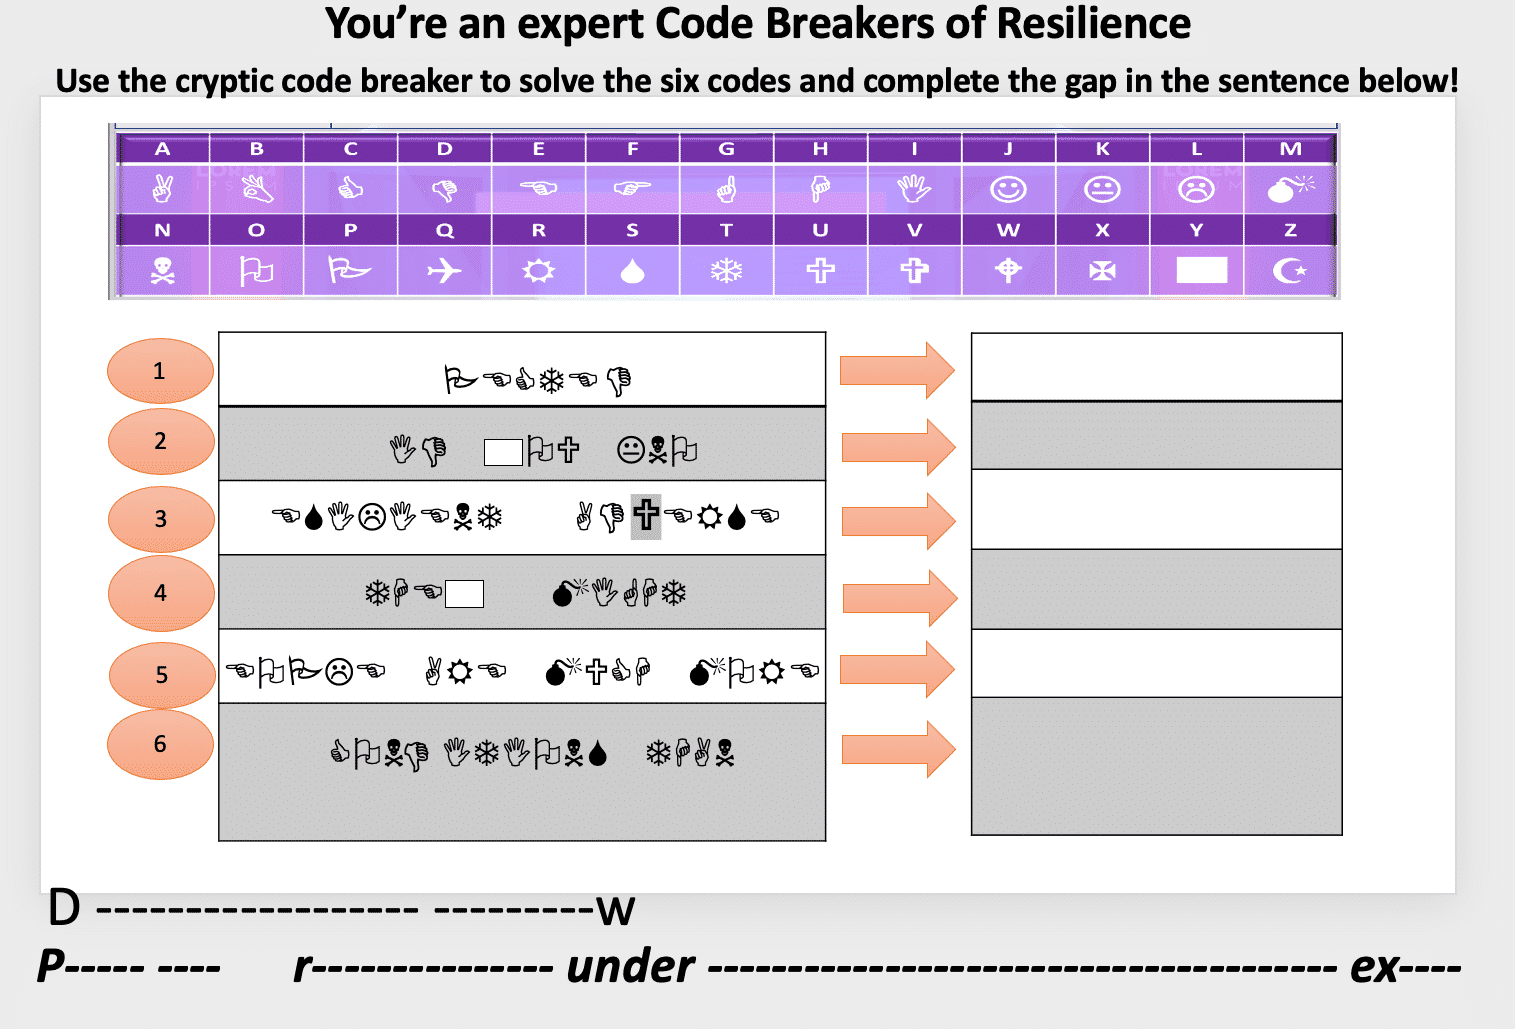 You’re an expert Code Breakers of Resilience
Use the cryptic code breaker to solve the six codes and complete the gap in the sentence below!
A B C D E F G H I J K L M
✌ 👌 👍 👎 ☜ ☞ ☝ ☟ 🖐 ☺ 😐 ☹ 💣
N O P Q R S T U V W X Y Z
☠ ⚐ 🏱 ✈ ☼ 💧 ❄ 🕆 ✞ 🕈 ✠ ☪
1 🏱☜👍❄☜👎
2 🖐👎 ⚐🕆 😐☠⚐
3 ☜💧🖐☹🖐☜☠❄ ✌👎🕆☜☼💧☜
4 ❄☟☜ 💣🖐☝☟❄
5 ☜⚐🏱☹☜ ✌☼☜ 💣🕆👍☟ 💣⚐☼☜
6 👍⚐☠👎 🖐❄🖐⚐☠💧 ❄☟✌☠
D ------------------- ----------w
P----- ---- r--------------- under --------------------------------------- ex----